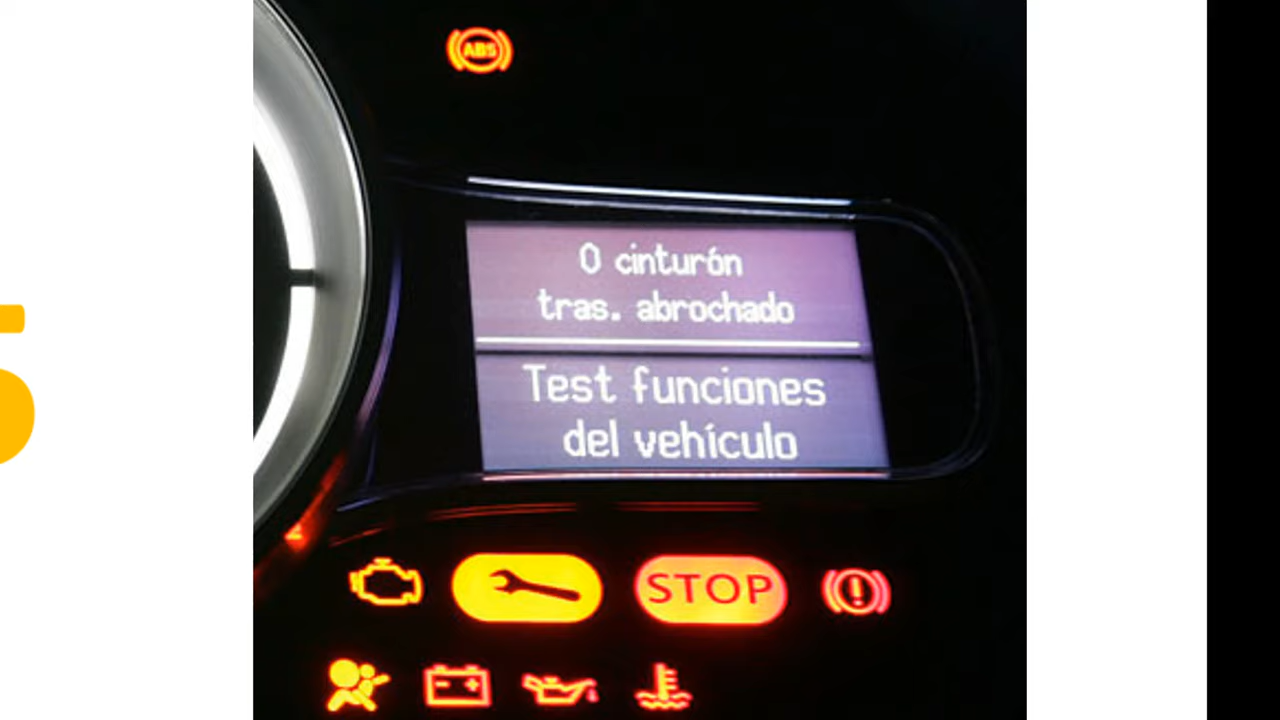 ABS
0 cinturón
tras. abrochado
Test funciones
del vehículo
STOP